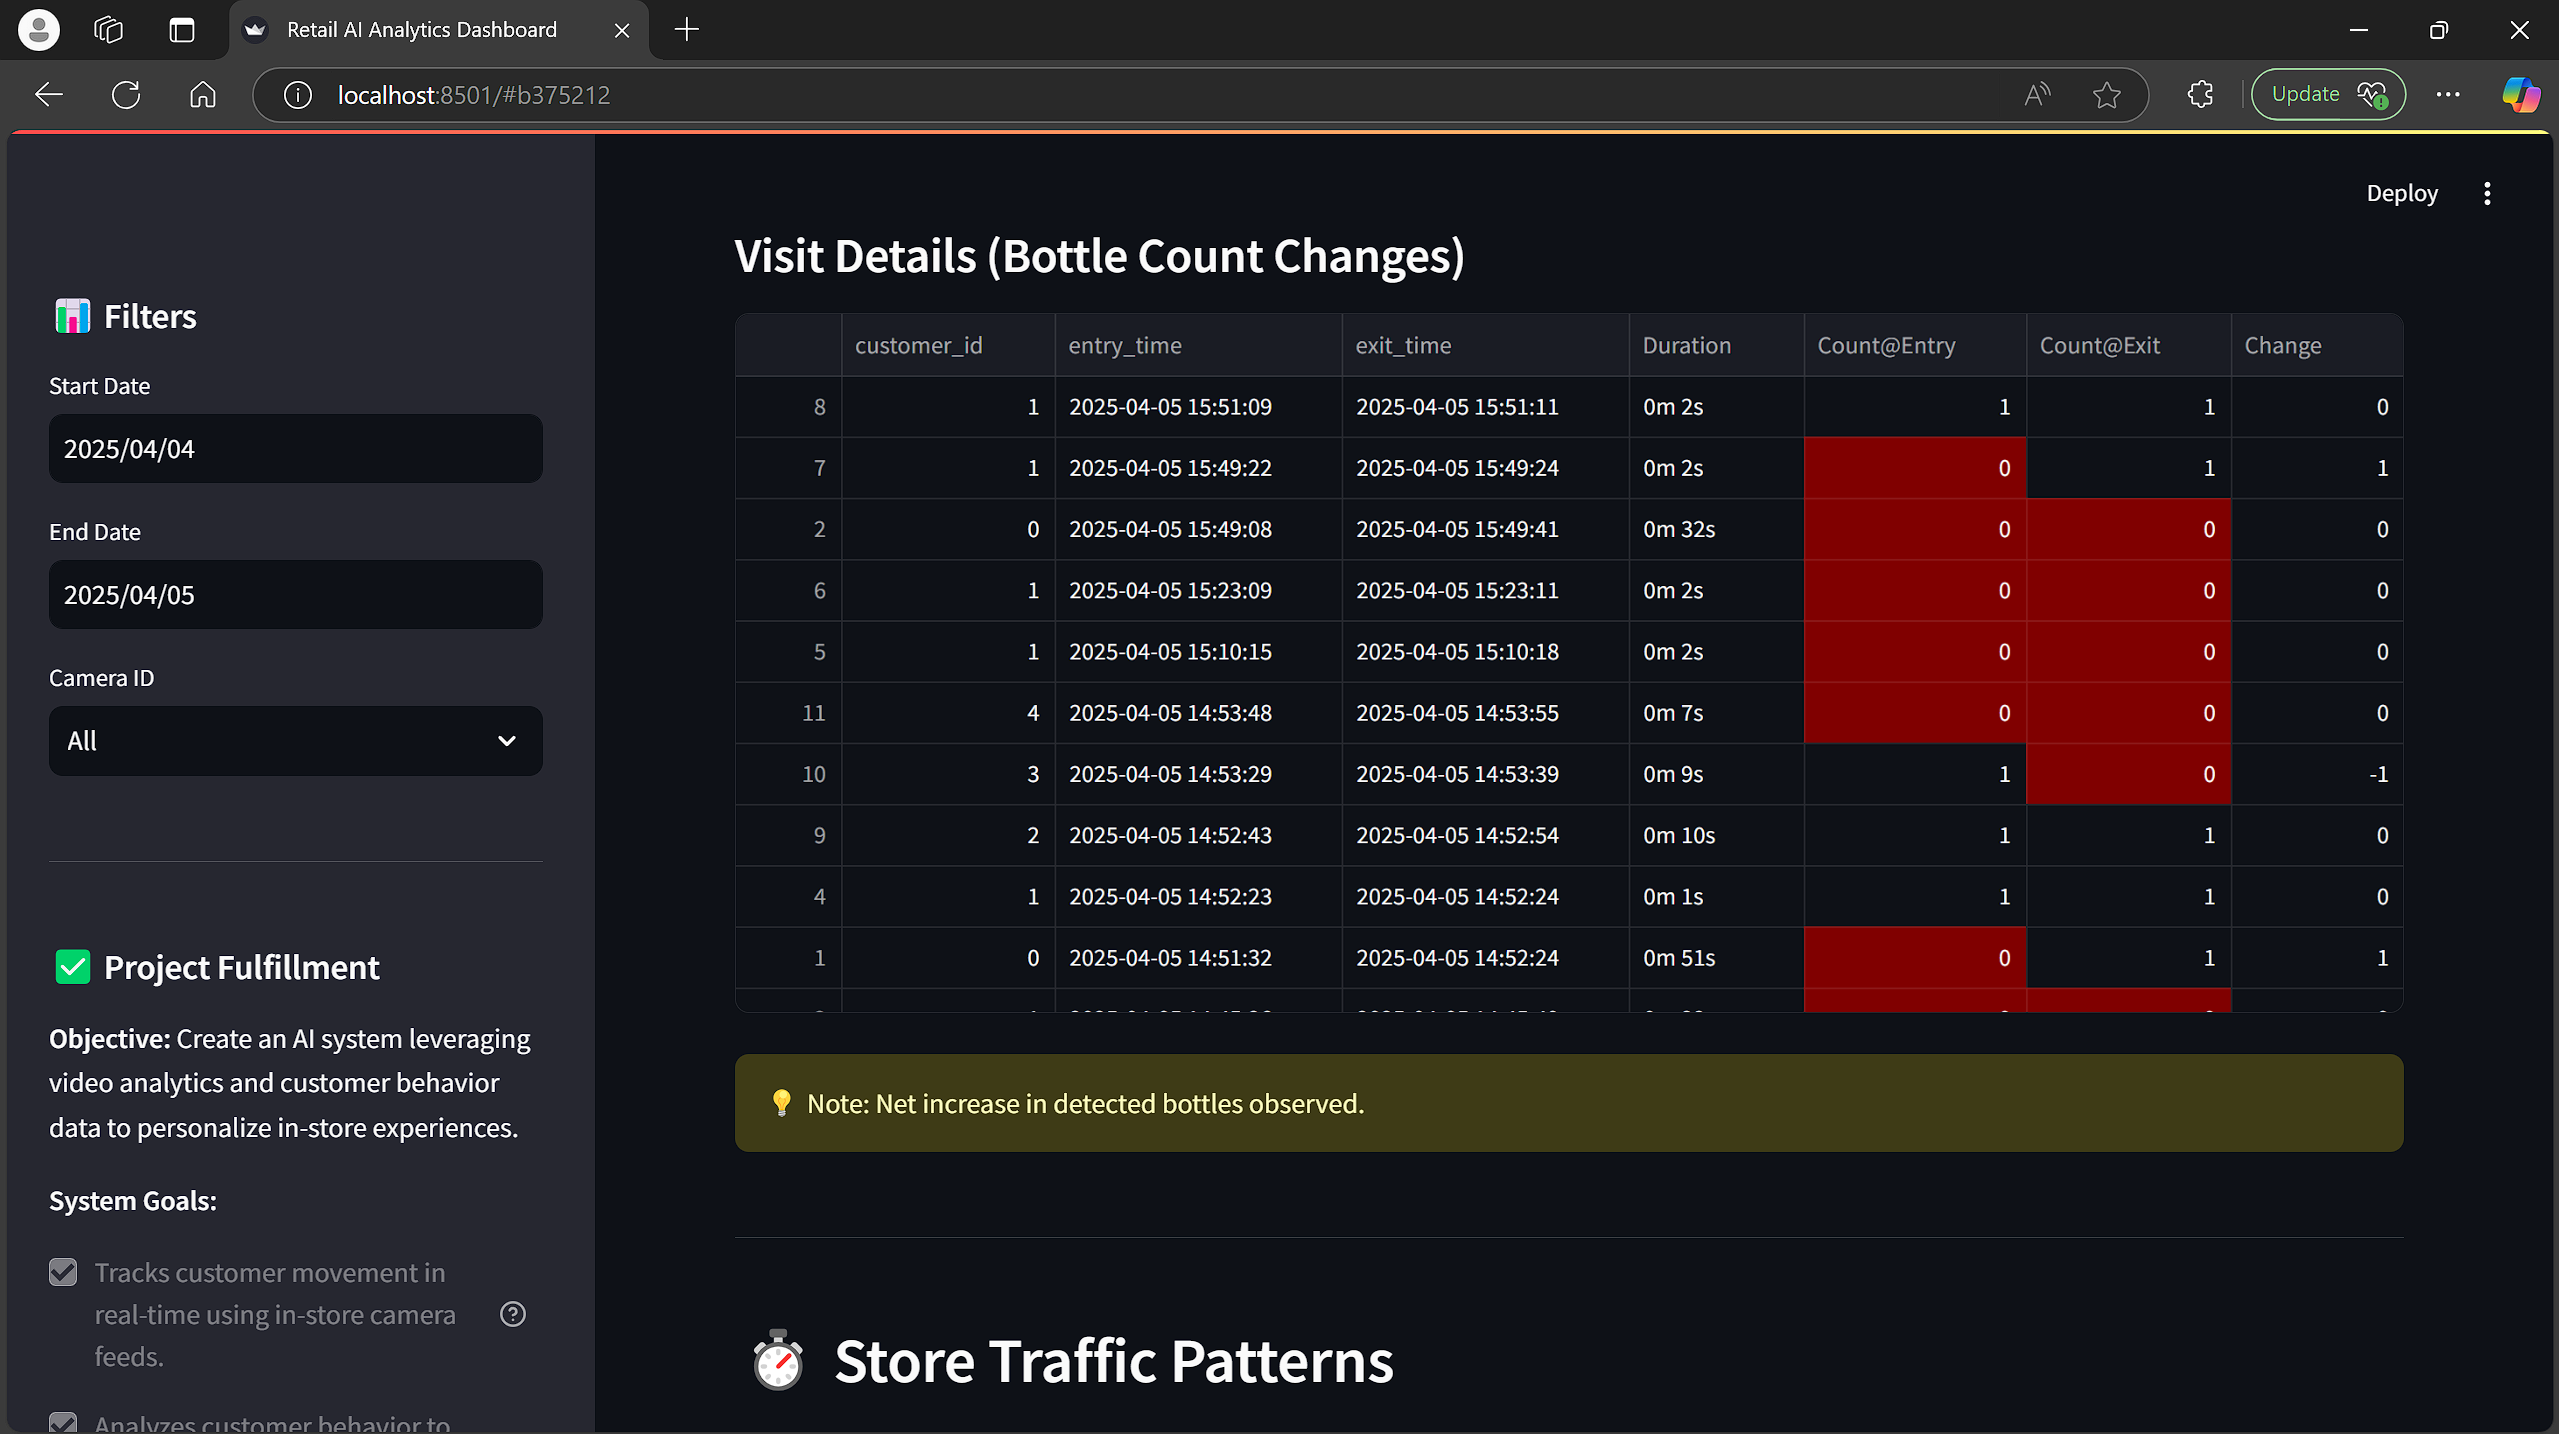 Retail AI Analytics Dashboard
localhost:8501/#b375212
Update
Deploy
Filters
Start Date
2025/04/04
End Date
2025/04/05
Camera ID
All
Project Fulfillment
Objective: Create an AI system leveraging
video analytics and customer behavior
data to personalize in-store experiences.
System Goals:
Tracks customer movement in
real-time using in-store camera
feeds.
Analyzes customer behavior to
Visit Details (Bottle Count Changes)
customer_id entry_time exit_time Duration Count@Entry Count@Exit Change
8 1 2025-04-05 15:51:09 2025-04-05 15:51:11 0m 2s 1 1 0
7 1 2025-04-05 15:49:22 2025-04-05 15:49:24 0m 2s 0 1 1
2 0 2025-04-05 15:49:08 2025-04-05 15:49:41 0m 32s 0 0 0
6 1 2025-04-05 15:23:09 2025-04-05 15:23:11 0m 2s 0 0 0
5 1 2025-04-05 15:10:15 2025-04-05 15:10:18 0m 2s 0 0 0
11 4 2025-04-05 14:53:48 2025-04-05 14:53:55 0m 7s 0 0 0
10 3 2025-04-05 14:53:29 2025-04-05 14:53:39 0m 9s 1 0 -1
9 2 2025-04-05 14:52:43 2025-04-05 14:52:54 0m 10s 1 1 0
4 1 2025-04-05 14:52:23 2025-04-05 14:52:24 0m 1s 1 1 0
1 0 2025-04-05 14:51:32 2025-04-05 14:52:24 0m 51s 0 1 1
Note: Net increase in detected bottles observed.
Store Traffic Patterns